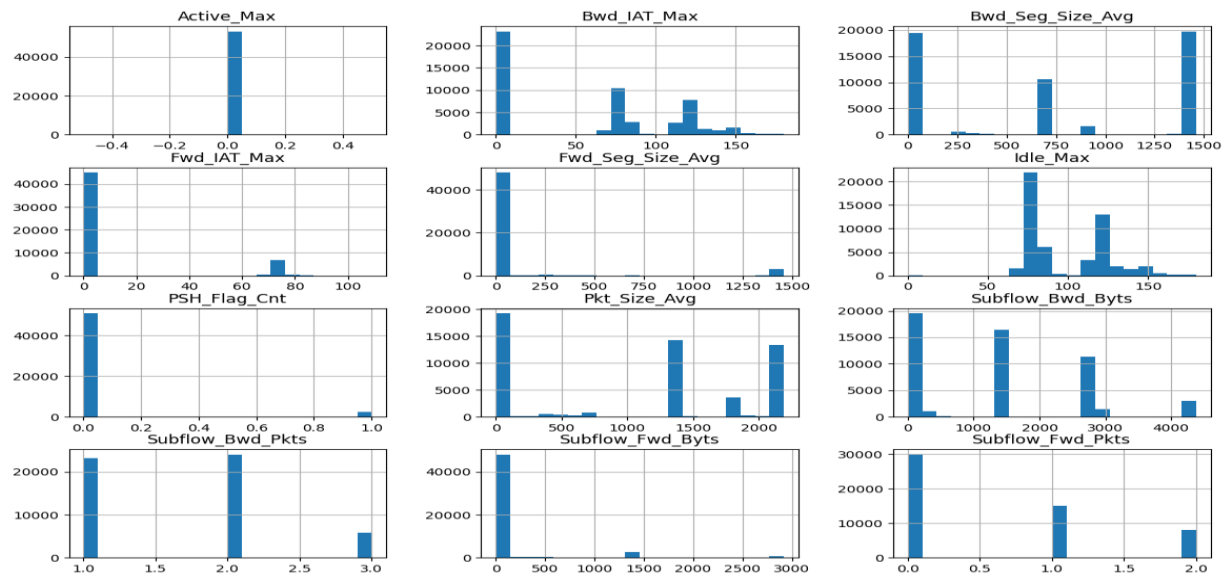 Active_Max
40000
20000
0
−0.4 −0.2 0.0 0.2 0.4
Bwd_IAT_Max
20000
15000
10000
5000
0
0 50 100 150
Bwd_Seg_Size_Avg
20000
15000
10000
5000
0
0 250 500 750 1000 1250 1500
Fwd_IAT_Max
40000
30000
20000
10000
0
0 20 40 60 80 100
Fwd_Seg_Size_Avg
40000
20000
0
0 250 500 750 1000 1250 1500
Idle_Max
20000
15000
10000
5000
0
0 50 100 150
PSH_Flag_Cnt
40000
20000
0
0.0 0.2 0.4 0.6 0.8 1.0
Pkt_Size_Avg
20000
15000
10000
5000
0
0 500 1000 1500 2000
Subflow_Bwd_Byts
20000
15000
10000
5000
0
0 1000 2000 3000 4000
Subflow_Bwd_Pkts
20000
10000
0
1.0 1.5 2.0 2.5 3.0
Subflow_Fwd_Byts
40000
20000
0
0 500 1000 1500 2000 2500 3000
Subflow_Fwd_Pkts
30000
20000
10000
0
0.0 0.5 1.0 1.5 2.0